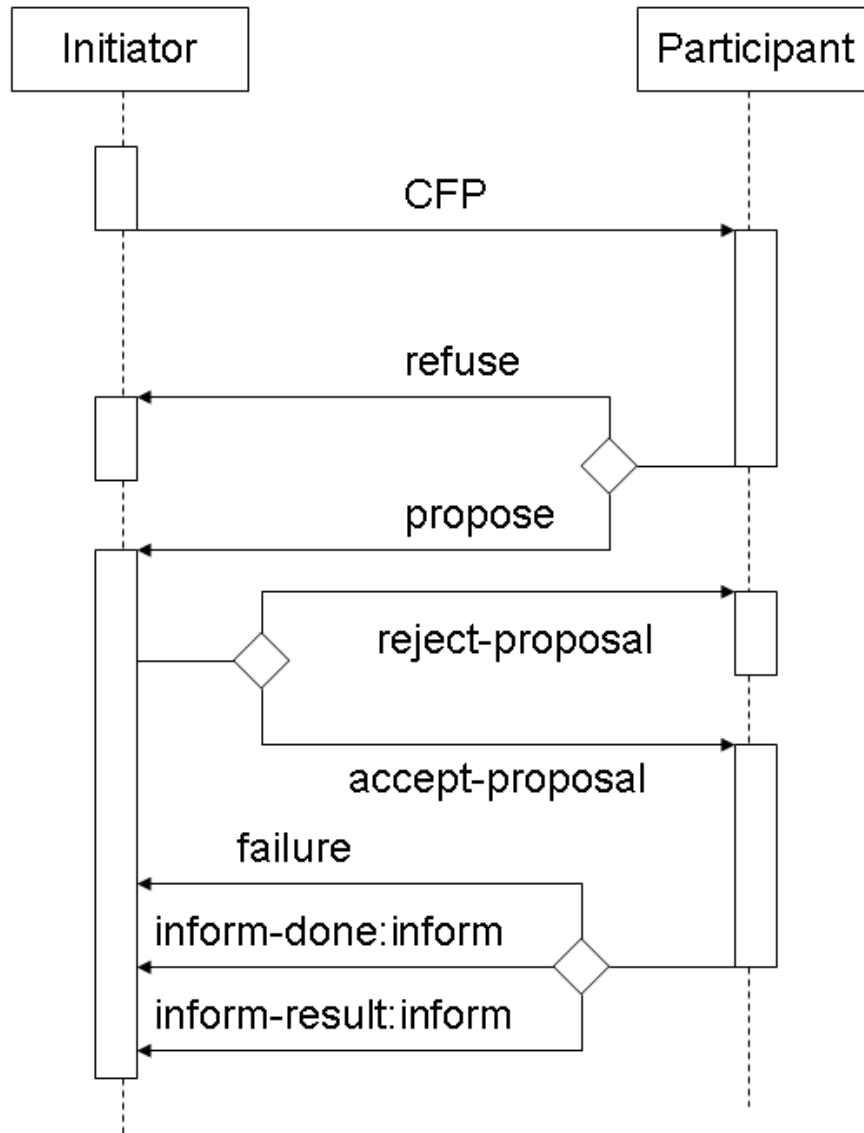 Initiator
Participant
CFP
refuse
propose
reject-proposal
accept-proposal
failure
inform-done:inform
inform-result:inform